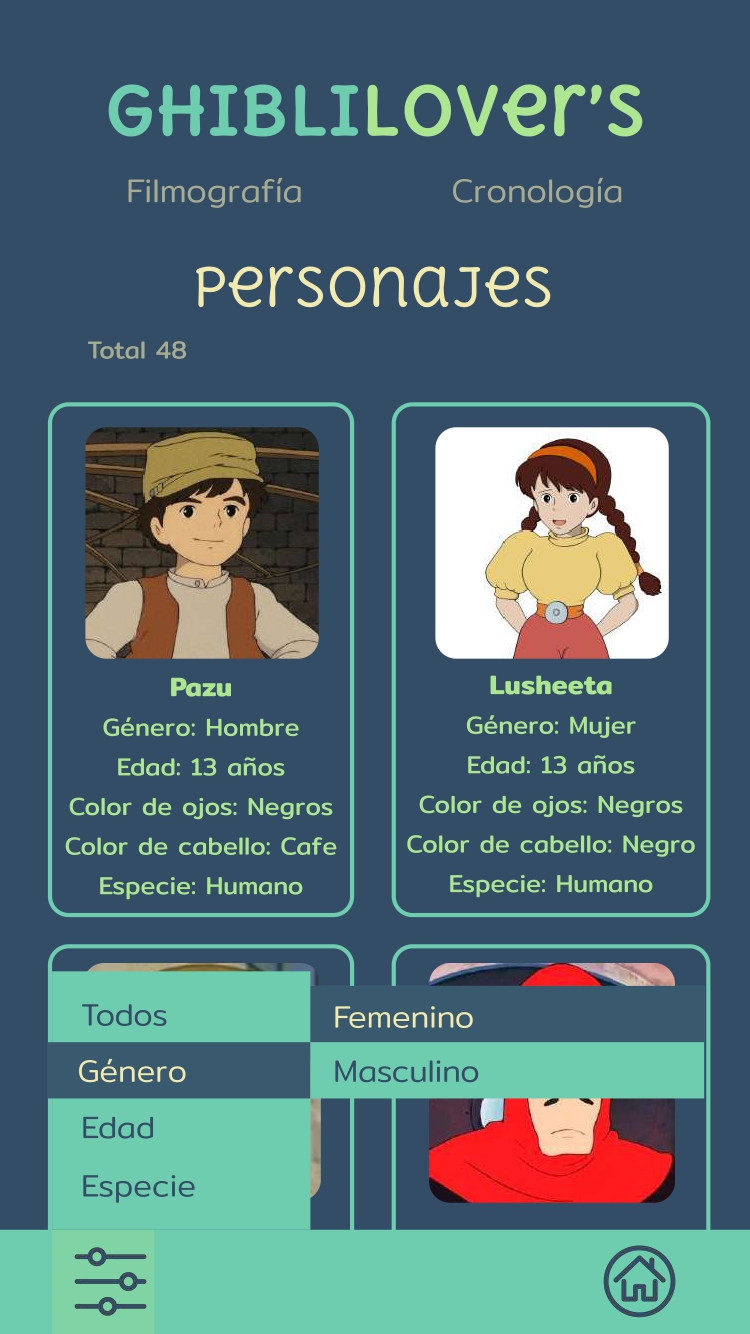 GHIBLILOVer's
Filmografía Cronología
PersonaJes
Total 48
Pazu
Género: Hombre
Edad: 13 años
Color de ojos: Negros
Color de cabello: Cafe
Especie: Humano
Lusheeta
Género: Mujer
Edad: 13 años
Color de ojos: Negros
Color de cabello: Negro
Especie: Humano
Todos
Género
Edad
Especie
Femenino
Masculino